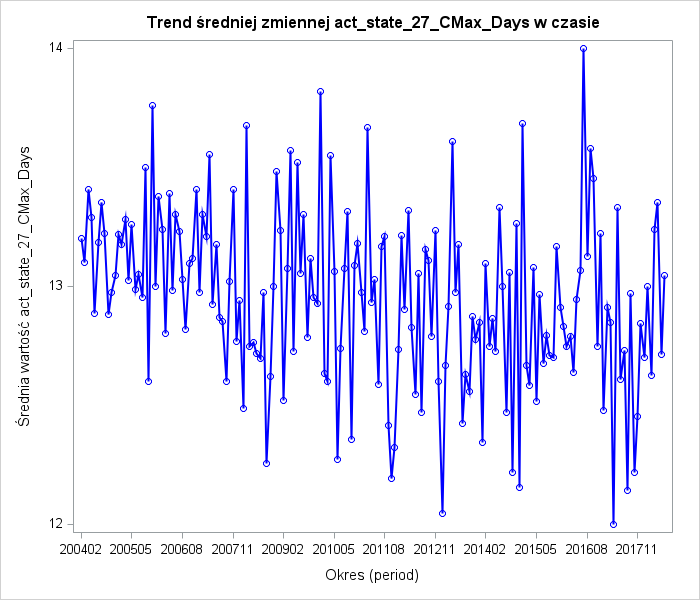 Trend średniej zmiennej act_state_27_CMax_Days w czasie
Średnia wartość act_state_27_CMax_Days
14
13
12
200402 200505 200608 200711 200902 201005 201108 201211 201402 201505 201608 201711
Okres (period)